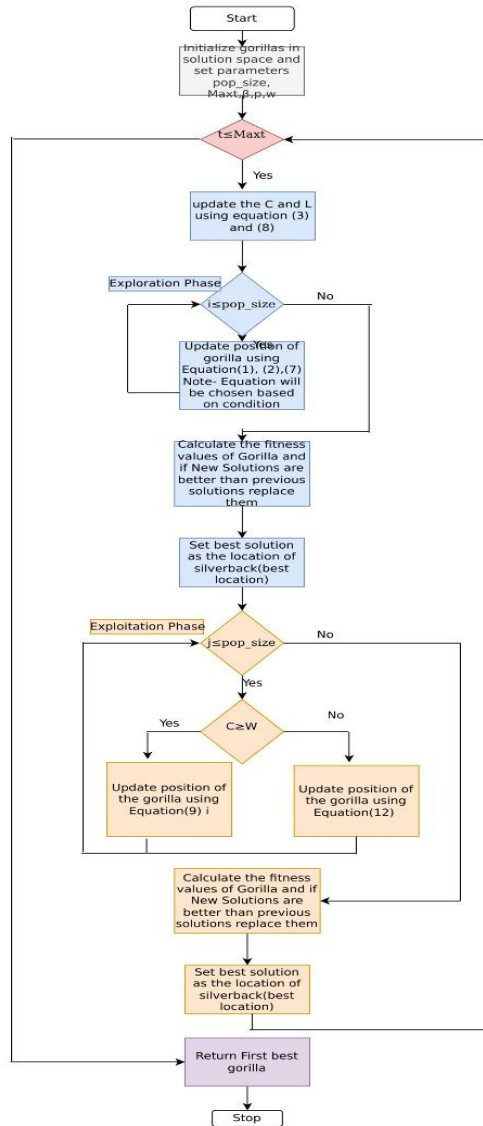 Start
Initialize gorillas in
solution space and
set parameters
pop_size,
Maxt,β,p,w
t≤Maxt
Yes
update the C and L
using equation (3)
and (8)
Exploration Phase
i≤pop_size
No
Yes
Update position of
gorilla using
Equation(1), (2),(7)
Note- Equation will
be chosen based
on condition
Calculate the fitness
values of Gorilla and
if New Solutions are
better than previous
solutions replace
them
Set best solution
as the location of
silverback(best
location)
Exploitation Phase
j≤pop_size
No
Yes
C≥W
Yes
No
Update position of
the gorilla using
Equation(9) i
Update position of
the gorilla using
Equation(12)
Calculate the fitness
values of Gorilla and if
New Solutions are
better than previous
solutions replace them
Set best solution
as the location of
silverback(best
location)
Return First best
gorilla
Stop